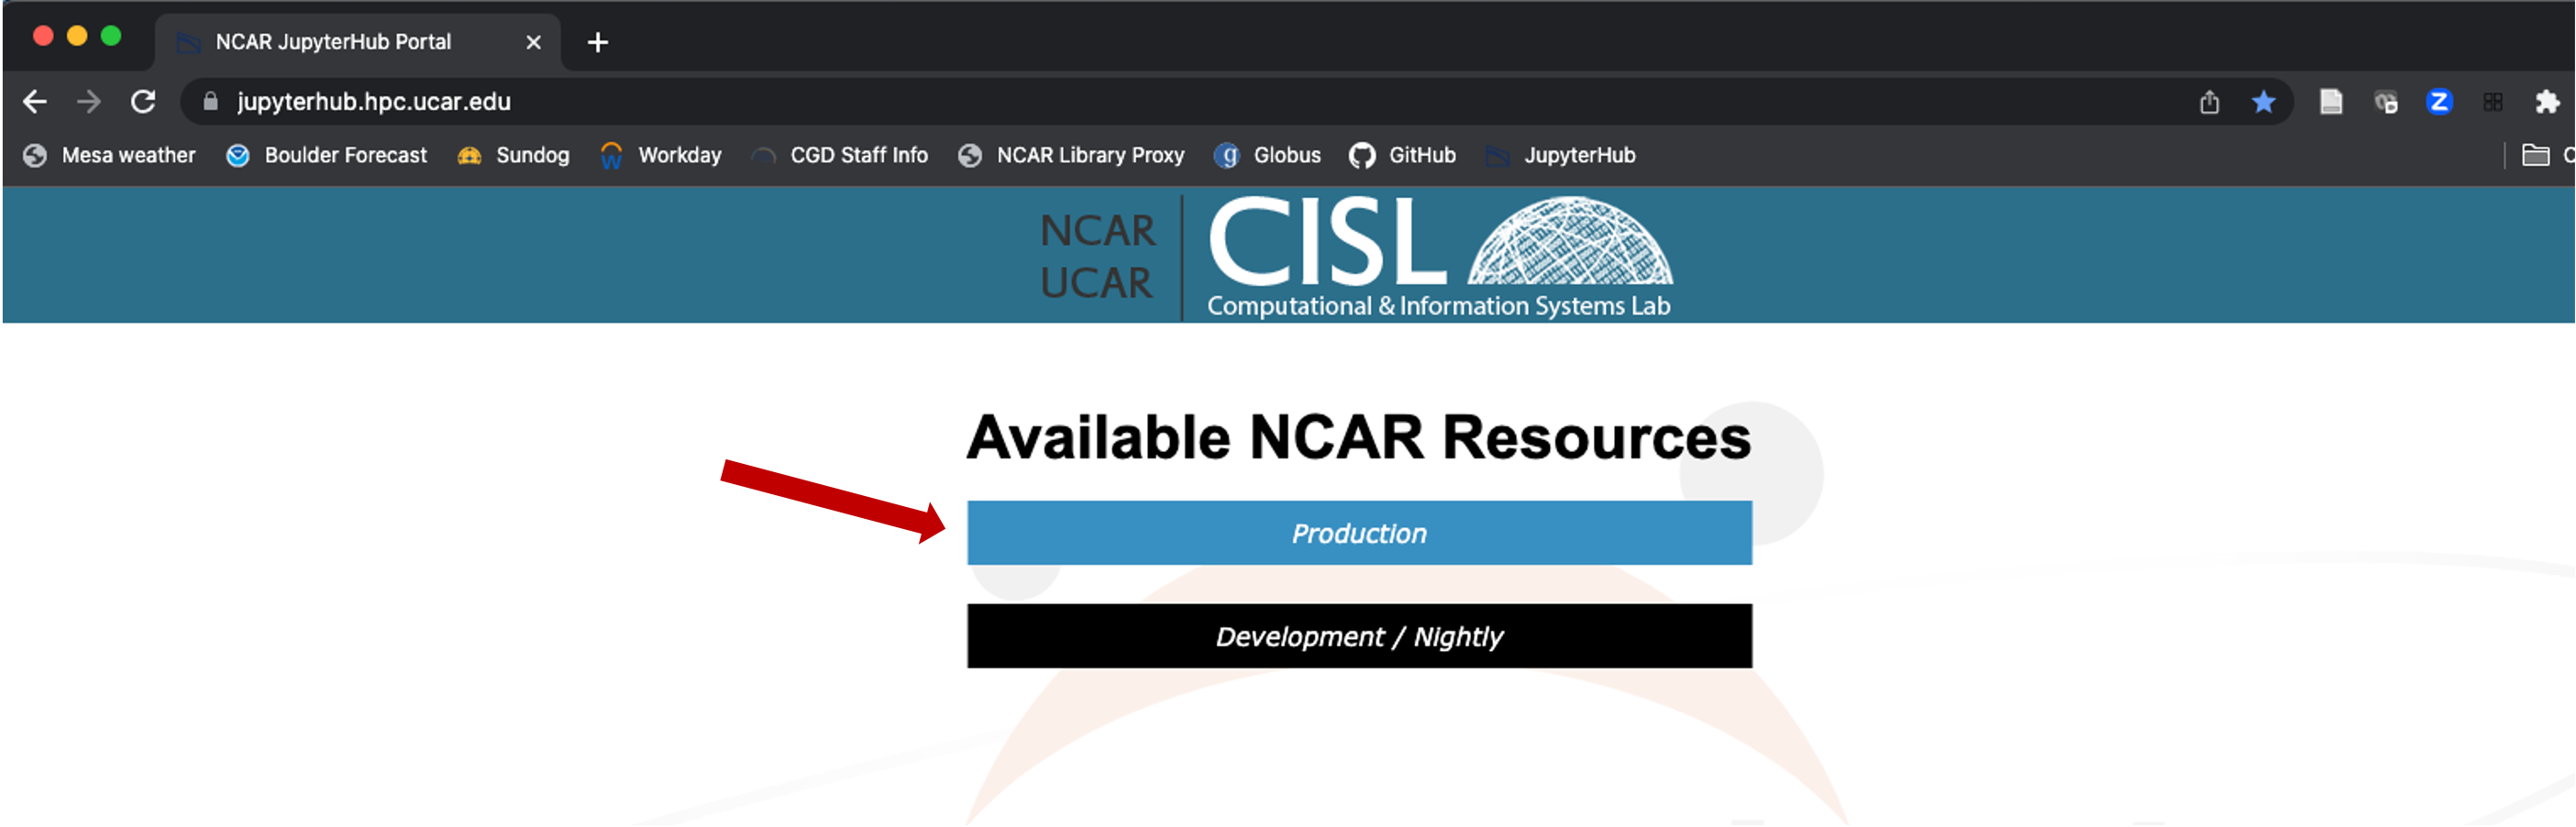 NCAR JupyterHub Portal
jupyterhub.hpc.ucar.edu
Mesa weather Boulder Forecast Sundog Workday CGD Staff Info NCAR Library Proxy Globus GitHub JupyterHub
NCAR
UCAR
CISL
Computational & Information Systems Lab
Available NCAR Resources
Production
Development / Nightly